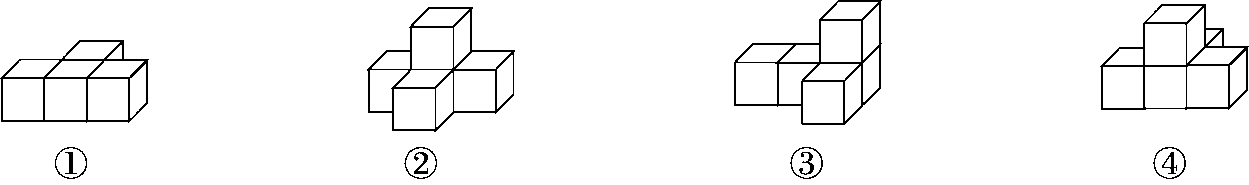 ① ② ③ ④